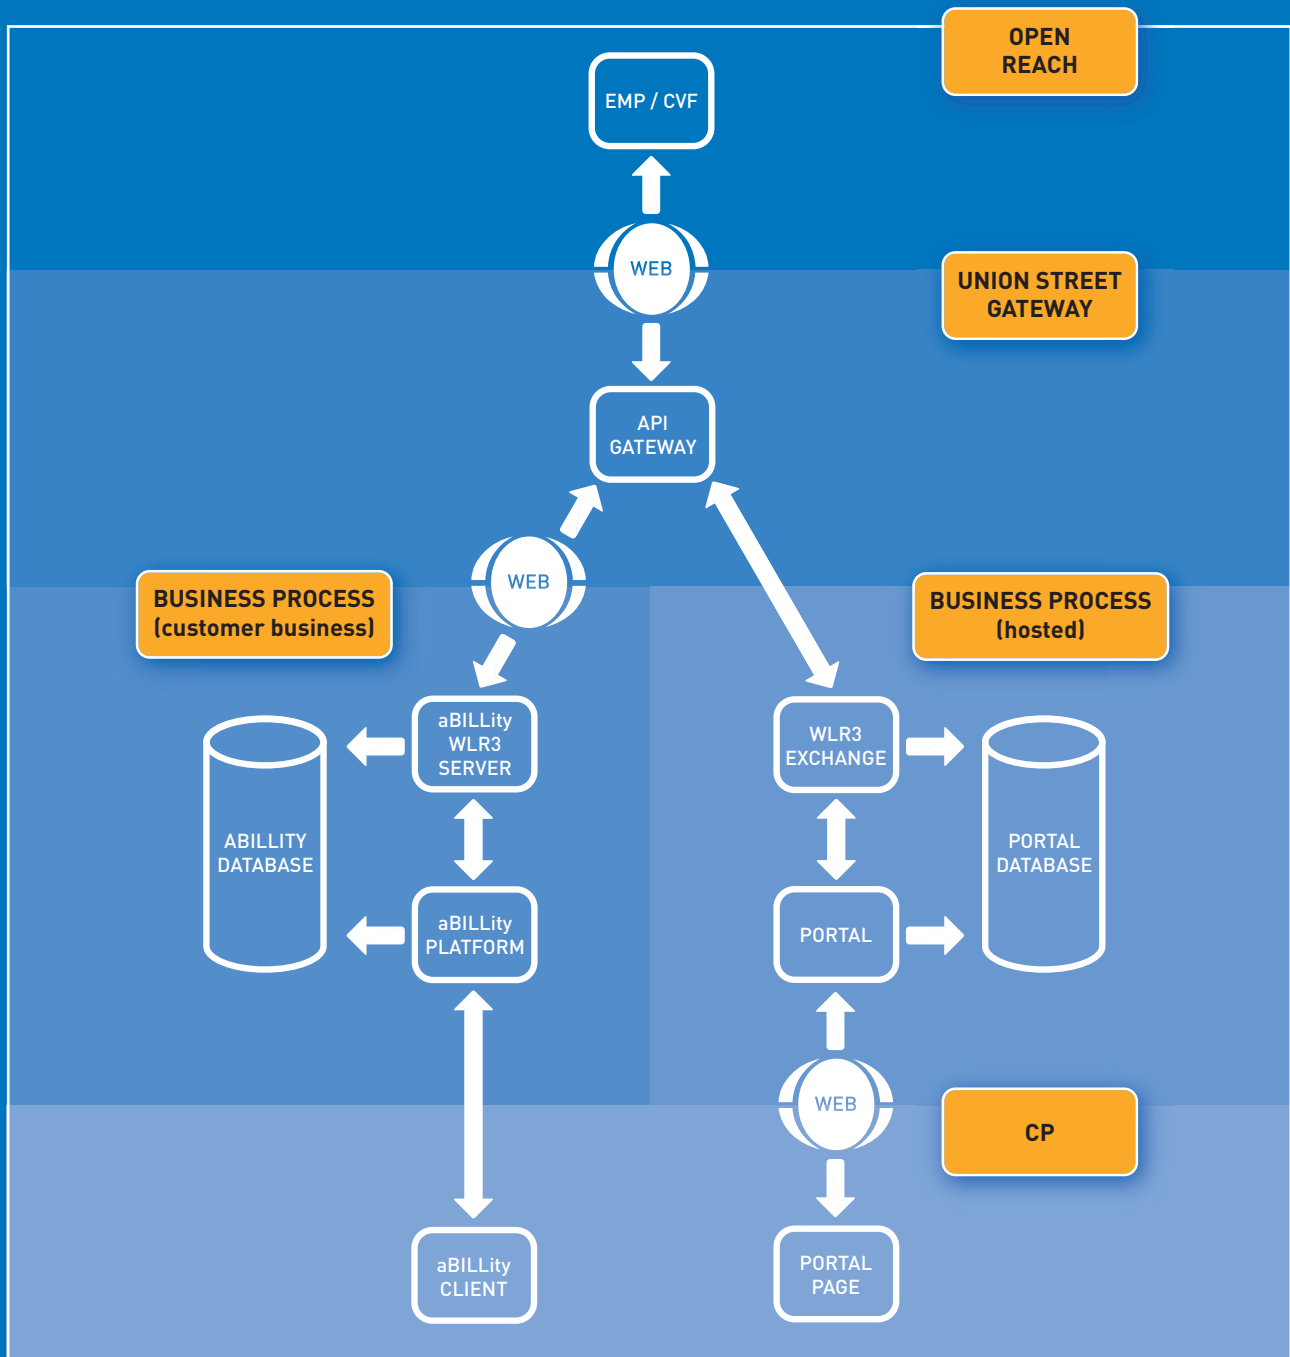 OPEN
REACH
EMP / CVF
WEB
UNION STREET
GATEWAY
API
GATEWAY
WEB
BUSINESS PROCESS
(customer business)
BUSINESS PROCESS
(hosted)
aBILLity
WLR3
SERVER
WLR3
EXCHANGE
ABILLITY
DATABASE
PORTAL
DATABASE
aBILLity
PLATFORM
PORTAL
WEB
CP
aBILLity
CLIENT
PORTAL
PAGE